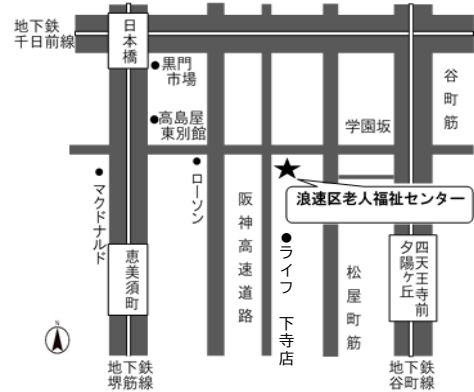 地下鉄
千日前線
日本橋
黒門
市場
高島屋
東別館
谷町筋
学園坂
マクドナルド
ローソン
浪速区老人福祉センター
阪神高速道路
ライフ 下寺店
松屋町筋
恵美須町
四天王寺前
夕陽ヶ丘
N
地下鉄
堺筋線
地下鉄
谷町線